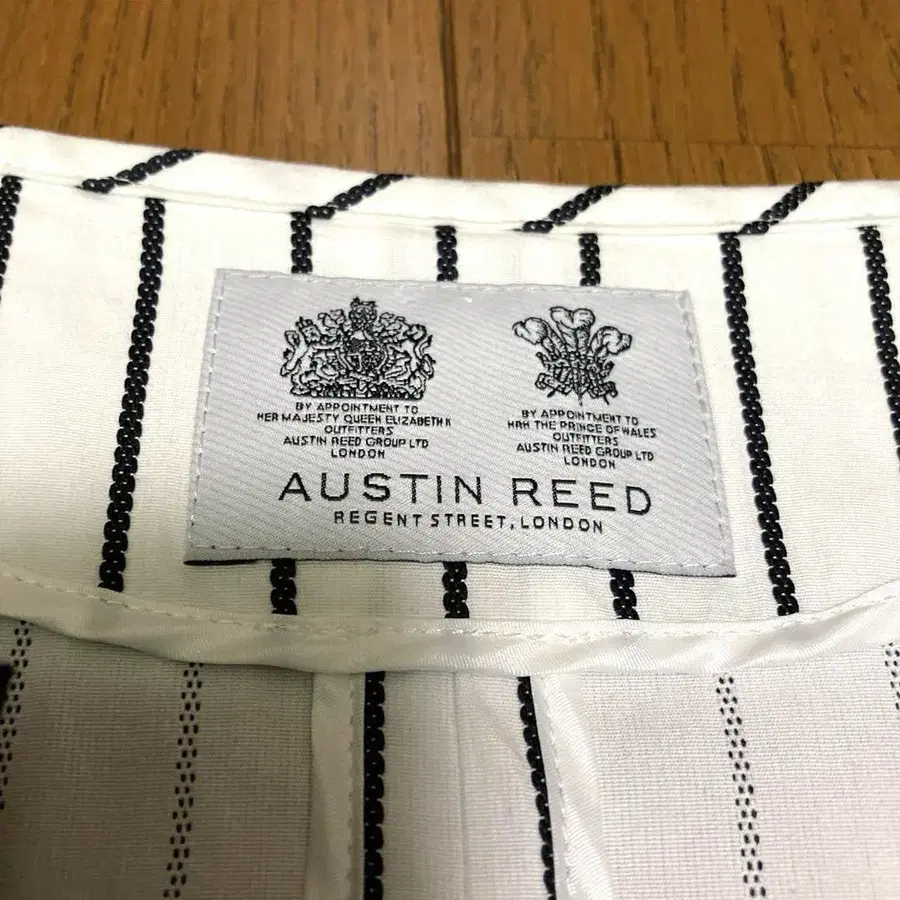 BY APPOINTMENT TO
HER MAJESTY QUEEN ELIZABETH II
OUTFITTERS
AUSTIN REED GROUP LTD
LONDON
BY APPOINTMENT TO
HRH THE PRINCE OF WALES
OUTFITTERS
AUSTIN REED GROUP LTD
LONDON
AUSTIN REED
REGENT STREET, LONDON